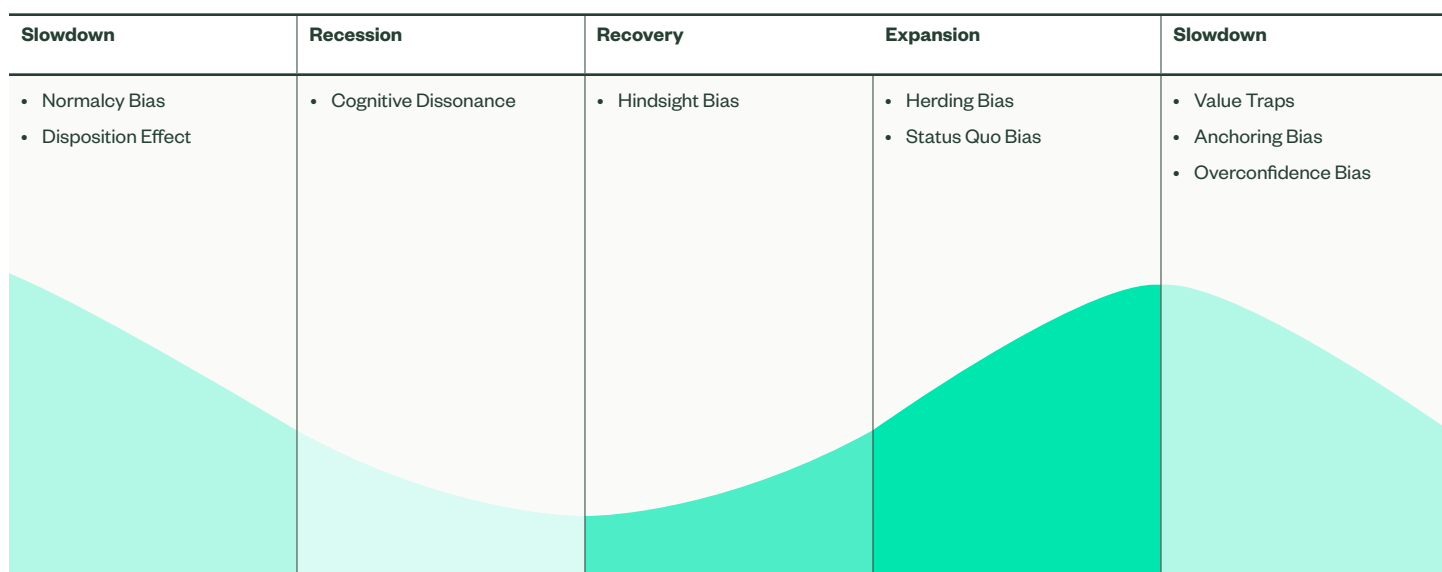 Slowdown
Recession
Recovery
Expansion
Slowdown
• Normalcy Bias
• Disposition Effect
• Cognitive Dissonance
• Hindsight Bias
• Herding Bias
• Status Quo Bias
• Value Traps
• Anchoring Bias
• Overconfidence Bias